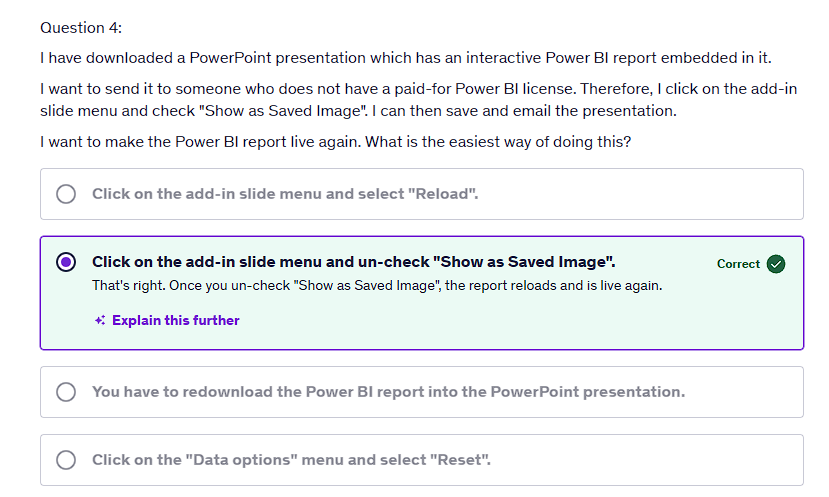 Question 4:
I have downloaded a PowerPoint presentation which has an interactive Power BI report embedded in it.
I want to send it to someone who does not have a paid-for Power BI license. Therefore, I click on the add-in
slide menu and check "Show as Saved Image". I can then save and email the presentation.
I want to make the Power BI report live again. What is the easiest way of doing this?
Click on the add-in slide menu and select "Reload".
Click on the add-in slide menu and un-check "Show as Saved Image".
Correct
That's right. Once you un-check "Show as Saved Image", the report reloads and is live again.
Explain this further
You have to redownload the Power BI report into the PowerPoint presentation.
Click on the "Data options" menu and select "Reset".